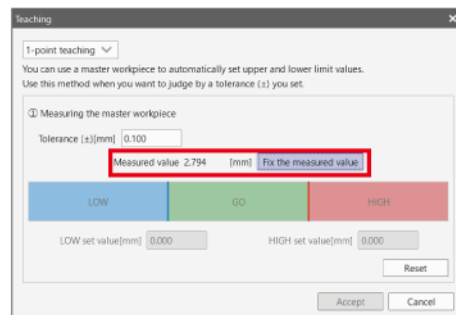 Teaching
1-point teaching
You can use a master workpiece to automatically set upper and lower limit values.
Use this method when you want to judge by a tolerance (±) you set.
① Measuring the master workpiece
Tolerance (±)[mm] 0.100
Measured value 2.794 [mm] Fix the measured value
LOW GO HIGH
LOW set value[mm] 0.000 HIGH set value[mm] 0.000
Reset
Accept Cancel